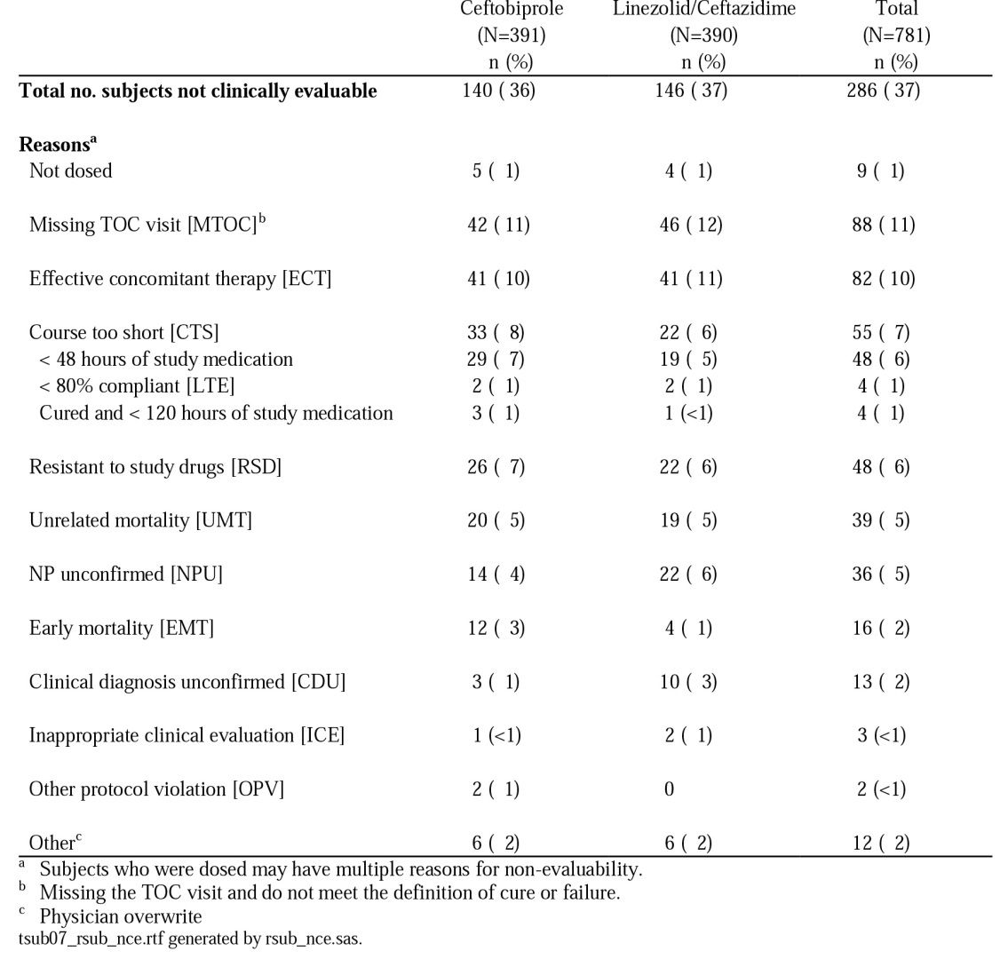 Ceftobiprole Linezolid/Ceftazidime Total
(N=391) (N=390) (N=781)
n (%) n (%) n (%)
Total no. subjects not clinically evaluable 140 ( 36) 146 ( 37) 286 ( 37)
Reasonsa
Not dosed 5 ( 1) 4 ( 1) 9 ( 1)
Missing TOC visit [MTOC]b 42 ( 11) 46 ( 12) 88 ( 11)
Effective concomitant therapy [ECT] 41 ( 10) 41 ( 11) 82 ( 10)
Course too short [CTS] 33 ( 8) 22 ( 6) 55 ( 7)
< 48 hours of study medication 29 ( 7) 19 ( 5) 48 ( 6)
< 80% compliant [LTE] 2 ( 1) 2 ( 1) 4 ( 1)
Cured and < 120 hours of study medication 3 ( 1) 1 (<1) 4 ( 1)
Resistant to study drugs [RSD] 26 ( 7) 22 ( 6) 48 ( 6)
Unrelated mortality [UMT] 20 ( 5) 19 ( 5) 39 ( 5)
NP unconfirmed [NPU] 14 ( 4) 22 ( 6) 36 ( 5)
Early mortality [EMT] 12 ( 3) 4 ( 1) 16 ( 2)
Clinical diagnosis unconfirmed [CDU] 3 ( 1) 10 ( 3) 13 ( 2)
Inappropriate clinical evaluation [ICE] 1 (<1) 2 ( 1) 3 (<1)
Other protocol violation [OPV] 2 ( 1) 0 2 (<1)
Otherc 6 ( 2) 6 ( 2) 12 ( 2)
a Subjects who were dosed may have multiple reasons for non-evaluability.
b Missing the TOC visit and do not meet the definition of cure or failure.
c Physician overwrite
tsub07_rsub_nce.rtf generated by rsub_nce.sas.